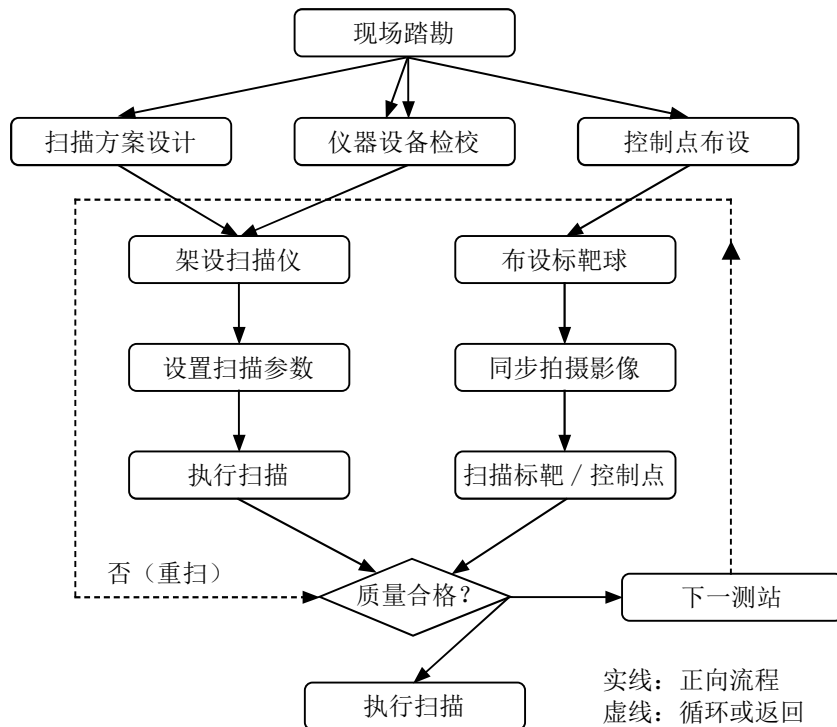 现场踏勘
扫描方案设计
仪器设备检校
控制点布设
架设扫描仪
布设标靶球
设置扫描参数
同步拍摄影像
执行扫描
扫描标靶/控制点
否（重扫）
质量合格？
下一测站
执行扫描
实线：正向流程
虚线：循环或返回